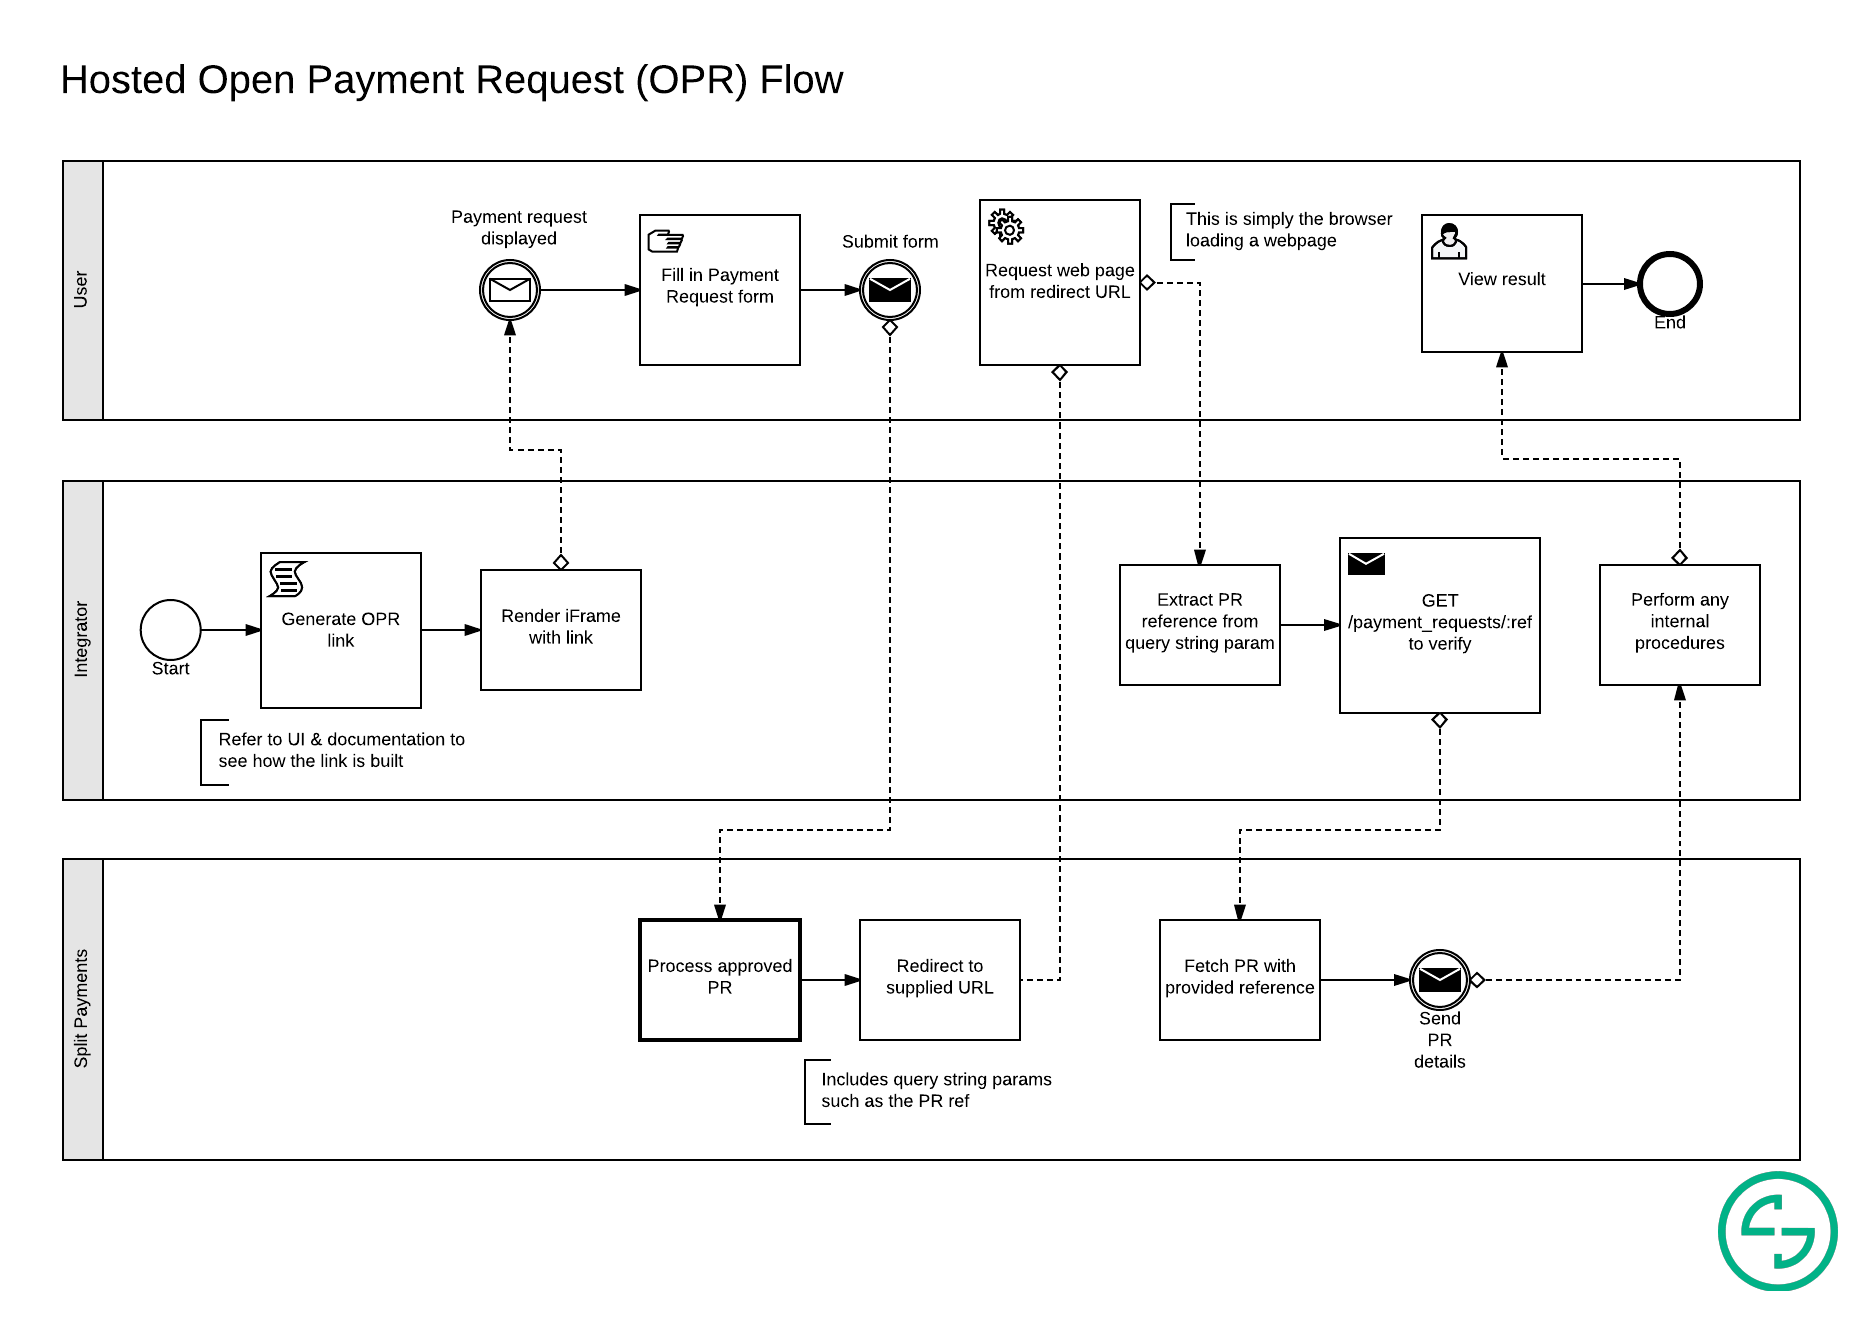 Hosted Open Payment Request (OPR) Flow
User
Payment request
displayed
Fill in Payment
Request form
Submit form
Request web page
from redirect URL
This is simply the browser
loading a webpage
View result
End
Integrator
Start
Generate OPR
link
Refer to UI & documentation to
see how the link is built
Render iFrame
with link
Extract PR
reference from
query string param
GET
/payment_requests/:ref
to verify
Perform any
internal
procedures
Split Payments
Process approved
PR
Redirect to
supplied URL
Includes query string params
such as the PR ref
Fetch PR with
provided reference
Send
PR
details